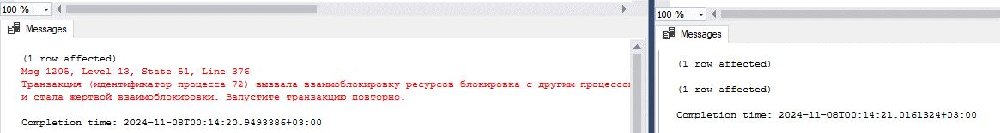 100 %
Messages
(1 row affected)
Msg 1205, Level 13, State 51, Line 376
Транзакция (идентификатор процесса 72) вызвала взаимоблокировку ресурсов блокировка с другим процессо
и стала жертвой взаимоблокировки. Запустите транзакцию повторно.
Completion time: 2024-11-08T00:14:20.9493386+03:00
100 %
Messages
(1 row affected)
(1 row affected)
Completion time: 2024-11-08T00:14:21.0161324+03:00